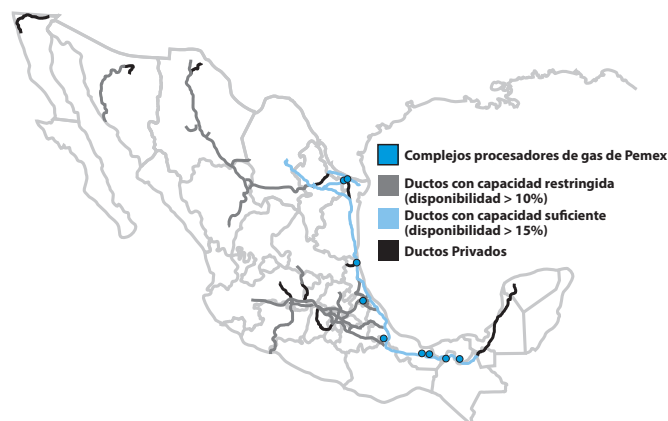 Complejos procesadores de gas de Pemex
Ductos con capacidad restringida
(disponibilidad > 10%)
Ductos con capacidad suficiente
(disponibilidad > 15%)
Ductos Privados